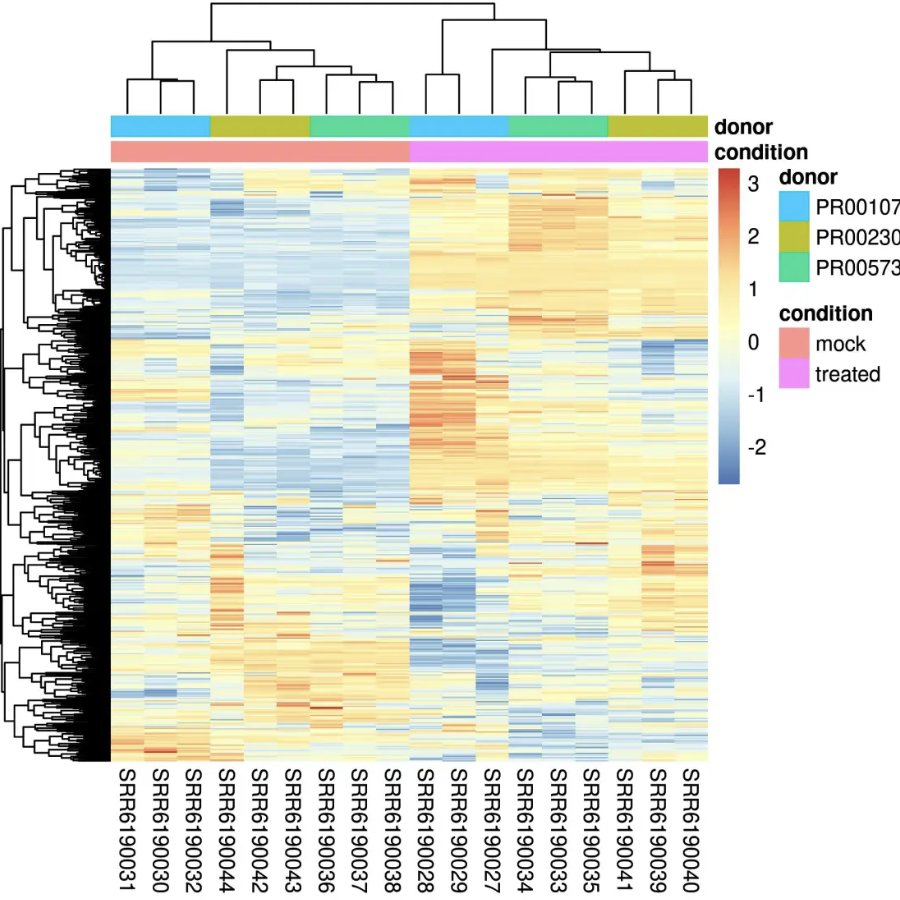 donor
condition
3
2
1
0
-1
-2
donor
PR00107
PR00230
PR00573
condition
mock
treated
SRR6190031
SRR6190030
SRR6190032
SRR6190044
SRR6190042
SRR6190043
SRR6190036
SRR6190037
SRR6190038
SRR6190028
SRR6190029
SRR6190027
SRR6190034
SRR6190033
SRR6190035
SRR6190041
SRR6190039
SRR6190040